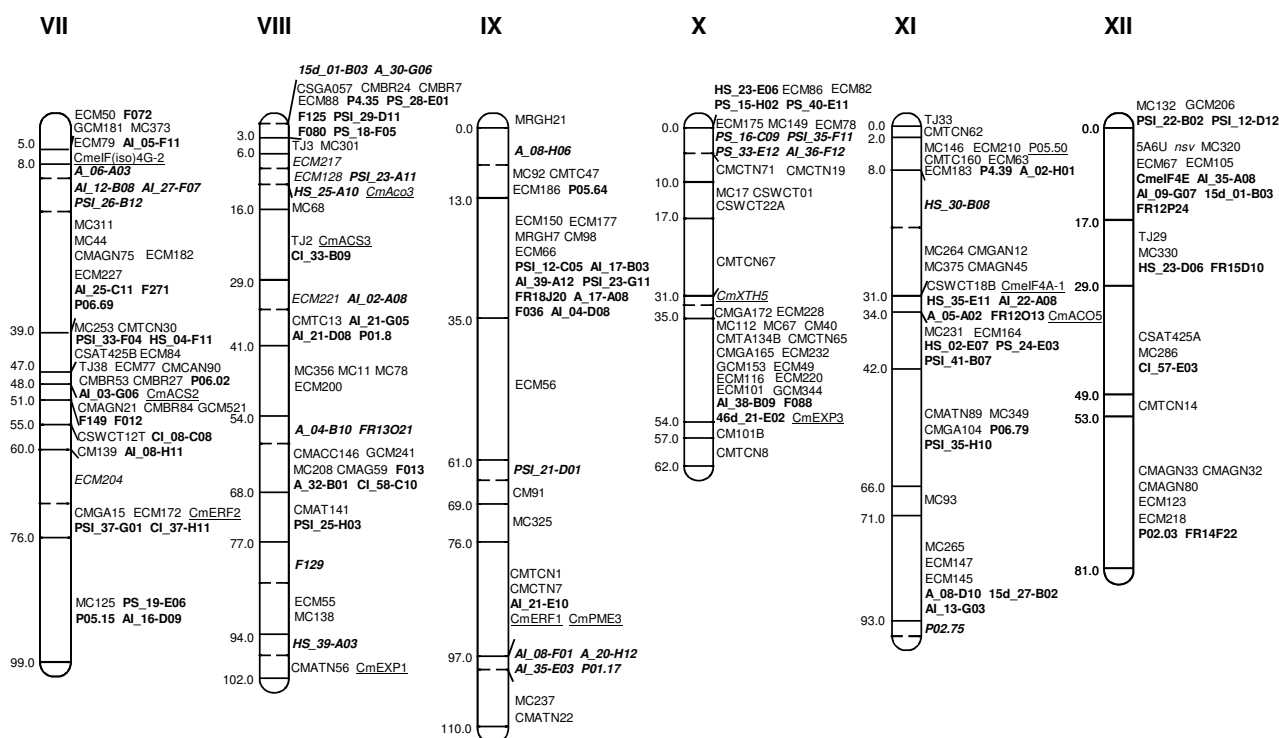 VII
ECM50 F072
GCM181 MC373
5.0 ECM79 AI_05-F11
8.0 CmeIF(iso)4G-2
A_06-A03
AI_12-B08 AI_27-F07
PSI_26-B12
MC311
MC44
CMAGN75 ECM182
ECM227
AI_25-C11 F271
P06.69
39.0 MC253 CMTCN30
PSI_33-F04 HS_04-F11
CSAT425B ECM84
47.0 TJ38 ECM77 CMCAN90
48.0 CMBR53 CMBR27 P06.02
AI_03-G06 CmACS2
51.0 CMAGN21 CMBR84 GCM521
F149 F012
55.0 CSWCT12T CI_08-C08
60.0 CM139 AI_08-H11
ECM204
CMGA15 ECM172 CmERF2
PSI_37-G01 CI_37-H11
76.0
MC125 PS_19-E06
P05.15 AI_16-D09
99.0
VIII
15d_01-B03 A_30-G06
CSGA057 CMBR24 CMBR7
ECM88 P4.35 PS_28-E01
F125 PSI_29-D11
F080 PS_18-F05
3.0 TJ3 MC301
6.0 ECM217
ECM128 PSI_23-A11
HS_25-A10 CmAco3
16.0 MC68
TJ2 CmACS3
CI_33-B09
29.0
ECM221 AI_02-A08
CMTC13 AI_21-G05
AI_21-D08 P01.8
41.0
MC356 MC11 MC78
ECM200
54.0
A_04-B10 FR13O21
CMACC146 GCM241
MC208 CMAG59 F013
A_32-B01 CI_58-C10
68.0
CMAT141
PSI_25-H03
77.0
F129
ECM55
MC138
94.0 HS_39-A03
CMATN56 CmEXP1
102.0
IX
MRGH21
0.0
A_08-H06
MC92 CMTC47
ECM186 P05.64
13.0
ECM150 ECM177
MRGH7 CM98
ECM66
PSI_12-C05 AI_17-B03
AI_39-A12 PSI_23-G11
FR18J20 A_17-A08
F036 AI_04-D08
35.0
ECM56
61.0 PSI_21-D01
CM91
69.0
MC325
76.0
CMTCN1
CMCTN7
AI_21-E10
CmERF1 CmPME3
97.0 AI_08-F01 A_20-H12
AI_35-E03 P01.17
MC237
CMATN22
110.0
X
HS_23-E06 ECM86 ECM82
PS_15-H02 PS_40-E11
0.0 ECM175 MC149 ECM78
PS_16-C09 PSI_35-F11
PS_33-E12 AI_36-F12
CMCTN71 CMCTN19
10.0
MC17 CSWCT01
CSWCT22A
17.0
CMTCN67
31.0 CmXTH5
35.0 CMGA172 ECM228
MC112 MC67 CM40
CMTA134B CMCTN65
CMGA165 ECM232
GCM153 ECM49
ECM116 ECM220
ECM101 GCM344
AI_38-B09 F088
46d_21-E02 CmEXP3
54.0
57.0 CM101B
CMTCN8
62.0
XI
TJ33
0.0 CMTCN62
MC146 ECM210 P05.50
CMTC160 ECM63
8.0 ECM183 P4.39 A_02-H01
HS_30-B08
MC264 CMGAN12
MC375 CMAGN45
CSWCT18B CmeIF4A-1
31.0 HS_35-E11 AI_22-A08
34.0 A_05-A02 FR12O13 CmACO5
MC231 ECM164
HS_02-E07 PS_24-E03
PSI_41-B07
42.0
CMATN89 MC349
CMGA104 P06.79
PSI_35-H10
66.0
MC93
71.0
MC265
ECM147
ECM145
A_08-D10 15d_27-B02
AI_13-G03
93.0 P02.75
XII
MC132 GCM206
PSI_22-B02 PSI_12-D12
0.0
5A6U nsv MC320
ECM67 ECM105
CmeIF4E AI_35-A08
AI_09-G07 15d_01-B03
FR12P24
17.0
TJ29
MC330
HS_23-D06 FR15D10
29.0
CSAT425A
MC286
CI_57-E03
49.0
CMTCN14
53.0
CMAGN33 CMAGN32
CMAGN80
ECM123
ECM218
P02.03 FR14F22
81.0